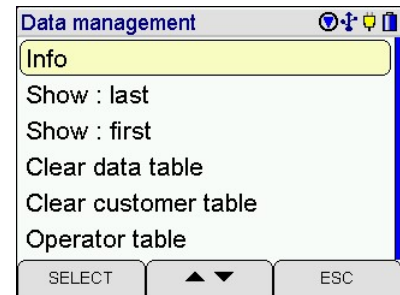 Data management
Info
Show : last
Show : first
Clear data table
Clear customer table
Operator table
SELECT ▲ ▼ ESC